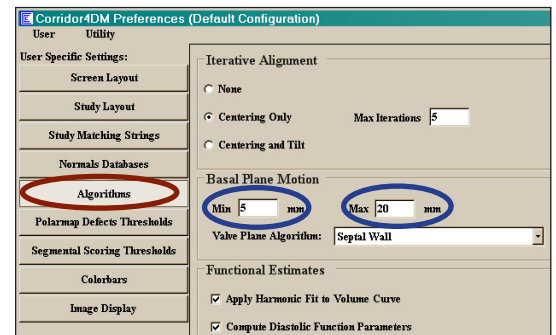 Corridor4DM Preferences (Default Configuration)
User Utility
User Specific Settings:
Screen Layout
Study Layout
Study Matching Strings
Normals Databases
Algorithms
Polarmap Defects Thresholds
Segmental Scoring Thresholds
Colorbars
Image Display
Iterative Alignment
None
Centering Only Max Iterations 5
Centering and Tilt
Basal Plane Motion
Min 5 mm Max 20 mm
Valve Plane Algorithm: Septal Wall
Functional Estimates
Apply Harmonic Fit to Volume Curve
Compute Diastolic Function Parameters